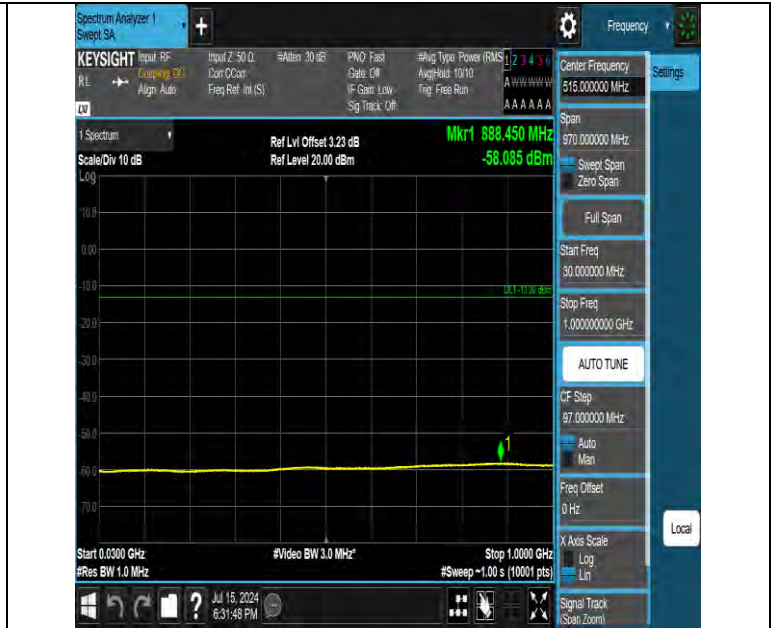 Spectrum Analyzer 1
Swept SA
+
Frequency
KEYSIGHT
RL
LXI
Input: RF
Coupling: DC
Align: Auto
Input Z: 50 Ω
Corr CCorr
Freq Ref: Int (S)
#Atten: 30 dB
PNO: Fast
Gate: Off
IF Gain: Low
Sig Track: Off
#Avg Type: Power (RMS
Avg|Hold: 10/10
Trig: Free Run
1 2 3 4 5 6
A W W W W W
A A A A A A
1 Spectrum
Scale/Div 10 dB
Ref Lvl Offset 3.23 dB
Ref Level 20.00 dBm
Mkr1 888.450 MHz
-58.085 dBm
Log
10.0
0.00
-10.0
DL1 -13.00 dBm
-20.0
-30.0
-40.0
-50.0
1
-60.0
-70.0
Start 0.0300 GHz
#Res BW 1.0 MHz
#Video BW 3.0 MHz*
Stop 1.0000 GHz
#Sweep ~1.00 s (10001 pts)
Jul 15, 2024
6:31:48 PM
Center Frequency
515.000000 MHz
Settings
Span
970.000000 MHz
Swept Span
Zero Span
Full Span
Start Freq
30.000000 MHz
Stop Freq
1.000000000 GHz
AUTO TUNE
CF Step
97.000000 MHz
Auto
Man
Freq Offset
0 Hz
X Axis Scale
Log
Lin
Local
Signal Track
(Span Zoom)